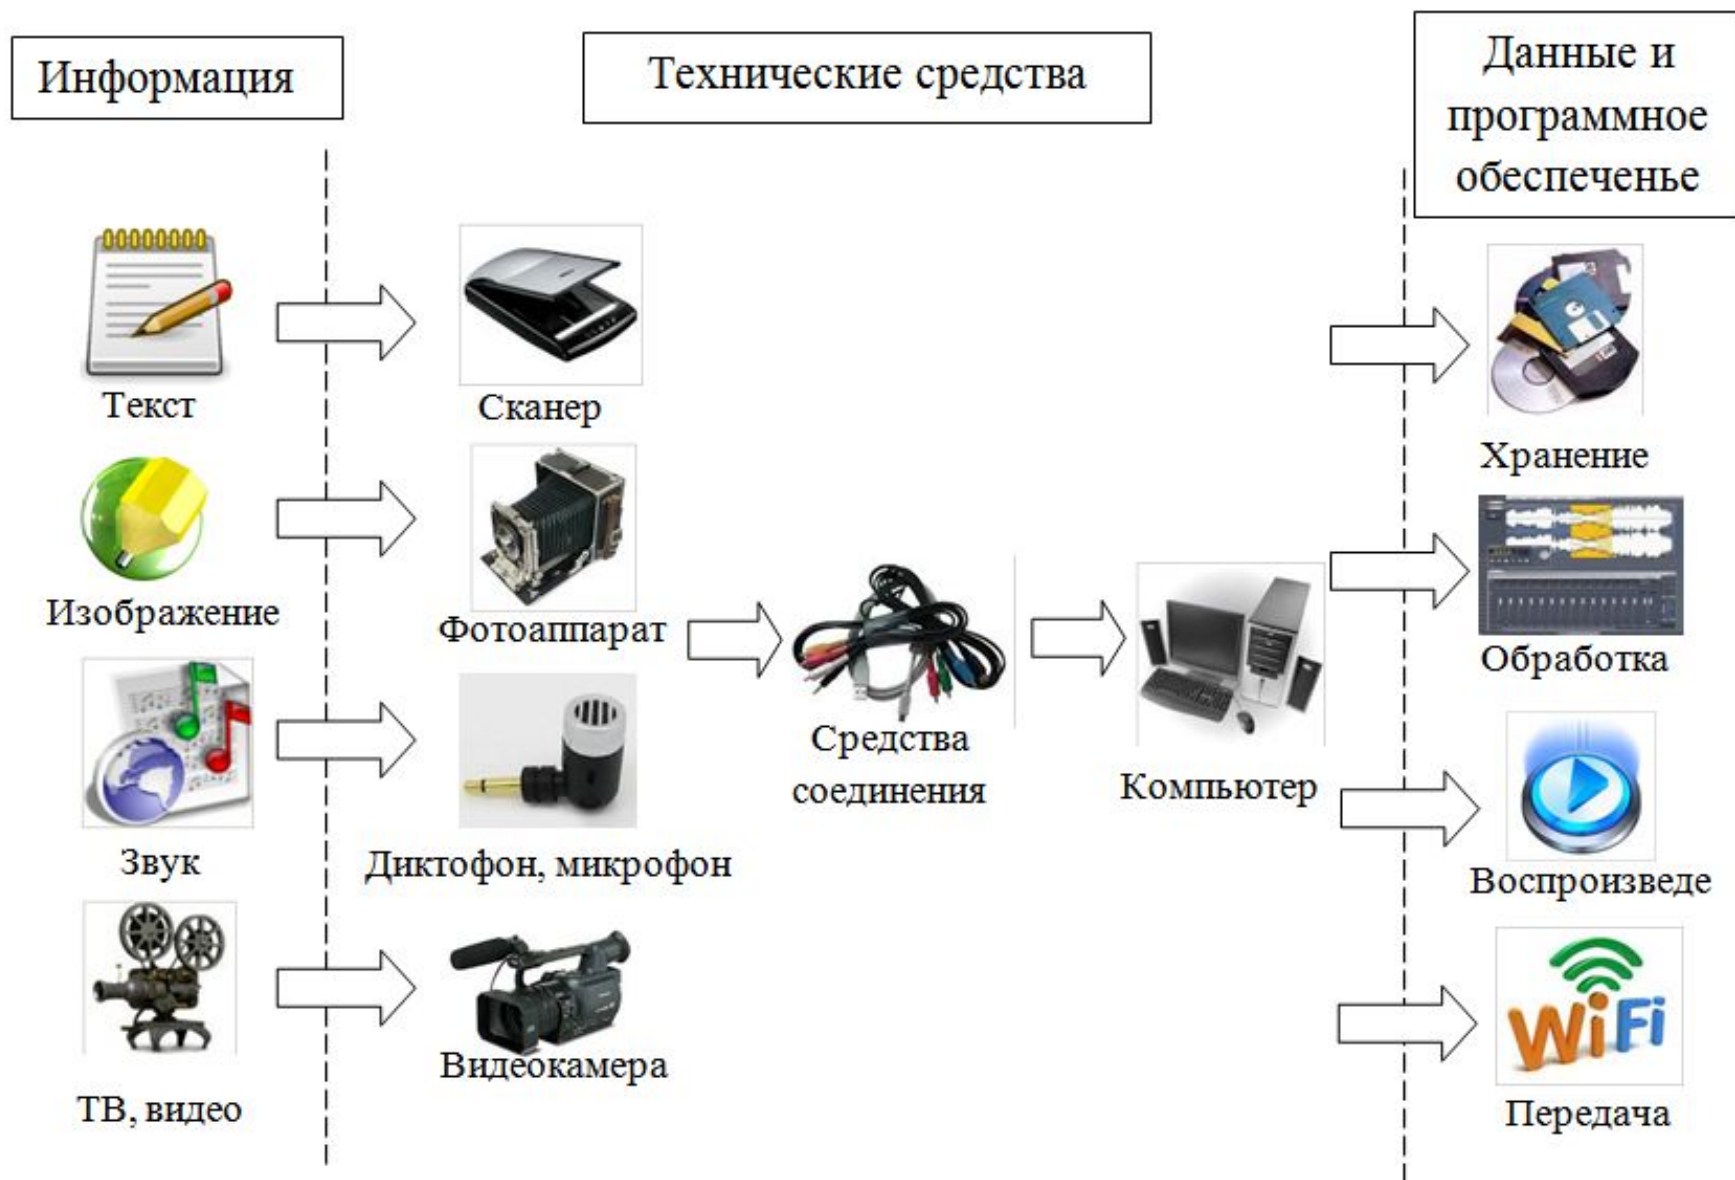 Информация
Технические средства
Данные и
программное
обеспеченье
Текст
Сканер
Хранение
Изображение
Фотоаппарат
Обработка
Звук
Диктофон, микрофон
Средства
соединения
Компьютер
Воспроизведе
ТВ, видео
Видеокамера
WiFi
Передача